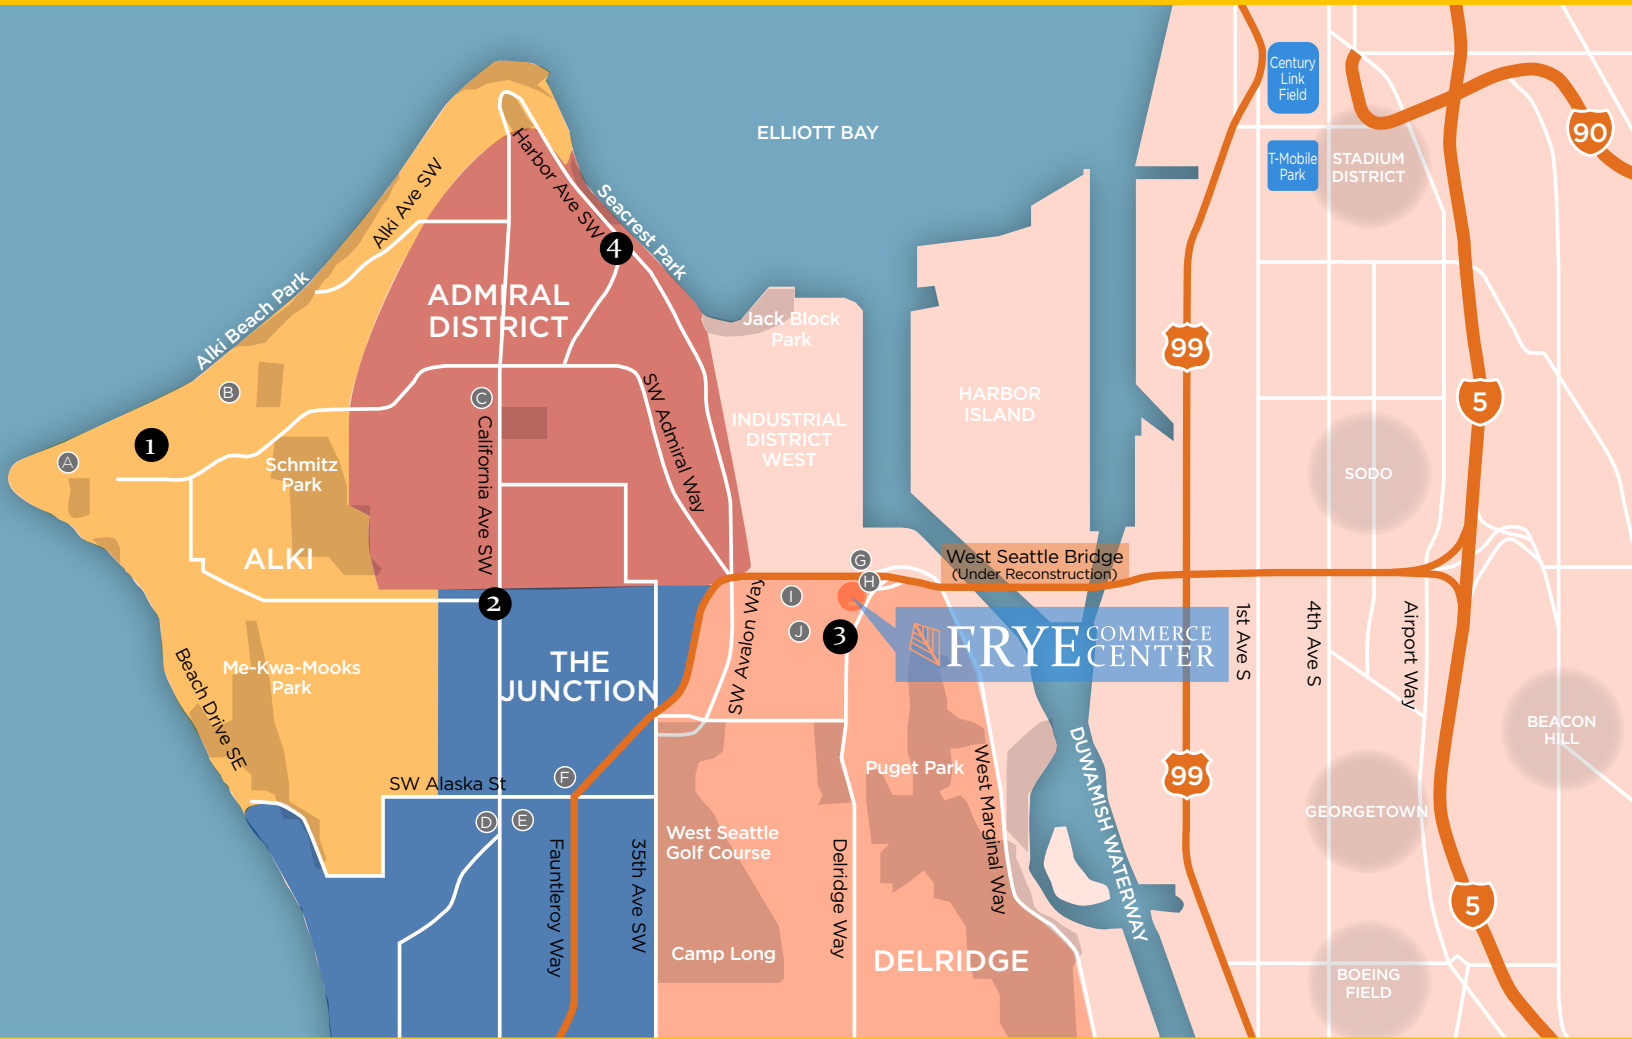 Century
Link
Field
90
ELLIOTT BAY
T-Mobile
Park
STADIUM
DISTRICT
Harbor Ave SW
Alki Ave SW
Seacrest Park
4
Alki Beach Park
ADMIRAL
DISTRICT
Jack Block
Park
99
B
C
SW Admiral Way
HARBOR
ISLAND
5
INDUSTRIAL
DISTRICT
WEST
1
A
California Ave SW
Schmitz
Park
SODO
ALKI
G
H
West Seattle Bridge
(Under Reconstruction)
I
2
J
3
SW Avalon Way
FRYE
COMMERCE
CENTER
1st Ave S
4th Ave S
Airport Way
Me-Kwa-Mooks
Park
THE
JUNCTION
Beach Drive SE
BEACON
HILL
Puget Park
SW Alaska St
F
99
West Marginal Way
DUWAMISH WATERWAY
GEORGETOWN
D
E
West Seattle
Golf Course
Fauntleroy Way
35th Ave SW
Delridge Way
5
Camp Long
DELRIDGE
BOEING
FIELD